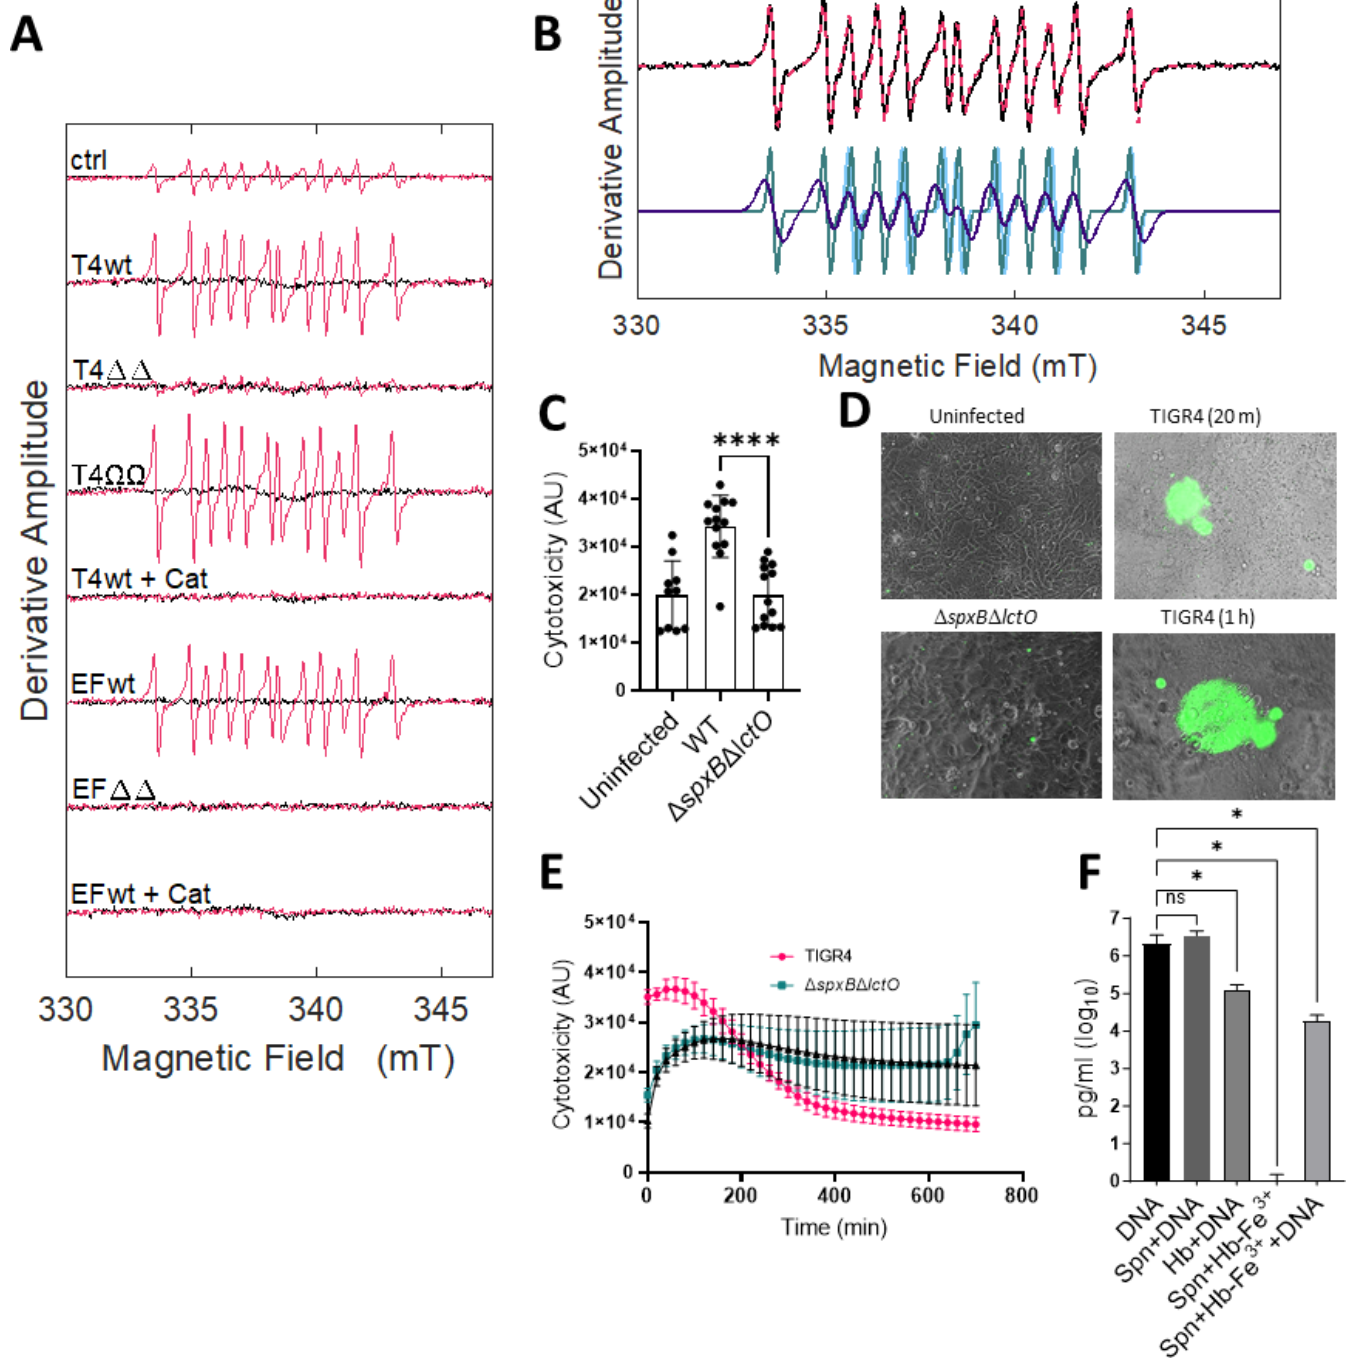 A
ctrl
T4wt
T4ΔΔ
T4ΩΩ
T4wt + Cat
EFwt
EFΔΔ
EFwt + Cat
Derivative Amplitude
330 335 340 345
Magnetic Field (mT)
B
Derivative Amplitude
330 335 340 345
Magnetic Field (mT)
C
****
5×10⁴
4×10⁴
3×10⁴
2×10⁴
1×10⁴
0
Cytotoxicity (AU)
Uninfected
WT
ΔspxBΔlctO
D
Uninfected
TIGR4 (20 m)
ΔspxBΔlctO
TIGR4 (1 h)
E
5×10⁴
4×10⁴
3×10⁴
2×10⁴
1×10⁴
0
Cytotoxicity (AU)
TIGR4
ΔspxBΔlctO
0 200 400 600 800
Time (min)
F
*
*
*
ns
7
6
5
4
3
2
1
0
pg/ml (log₁₀)
DNA
Spn+DNA
Hb+DNA
Spn+Hb-Fe³⁺
Spn+Hb-Fe³⁺+DNA